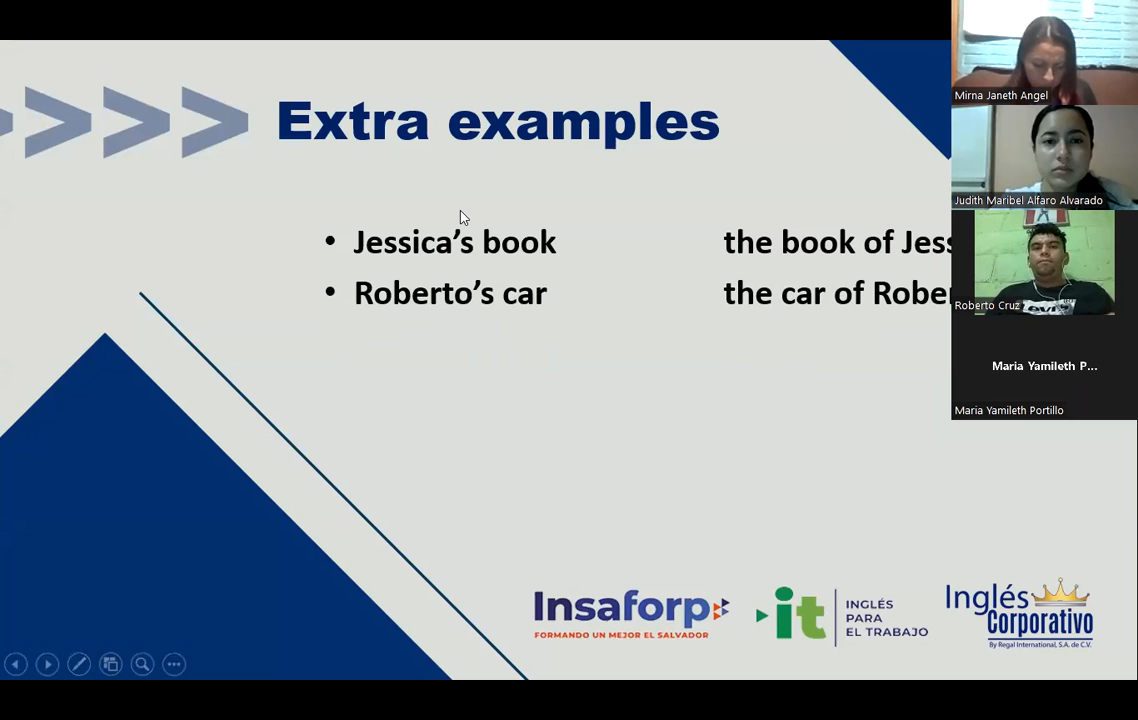 Extra examples
• Jessica’s book the book of
• Roberto’s car the car of
Mirna Janeth Angel
Judith Maribel Alfaro Alvarado
Roberto Cruz
Maria Yamileth P...
Maria Yamileth Portillo
Insaforp
FORMANDO UN MEJOR EL SALVADOR
it
INGLÉS
PARA
EL TRABAJO
Inglés
Corporativo
By Regal International, S.A. de C.V.